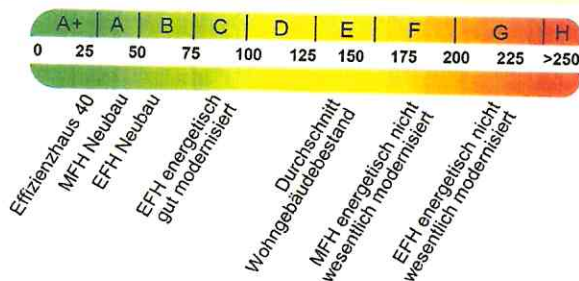 A+ A B C D E F G H
0 25 50 75 100 125 150 175 200 225 >250
Effizienzhaus 40
MFH Neubau
EFH Neubau
EFH energetisch
gut modernisiert
Durchschnitt
Wohngebäudebestand
MFH energetisch nicht
wesentlich modernisiert
EFH energetisch nicht
wesentlich modernisiert